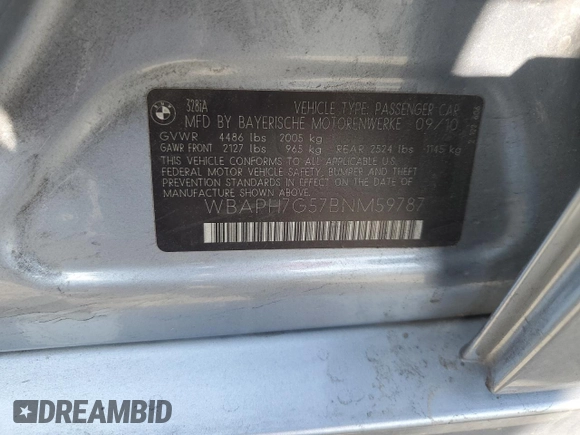 BMW
328iA VEHICLE TYPE: PASSENGER CAR
MFD BY BAYERISCHE MOTORENWERKE 09/10
GVWR 4486 lbs 2005 kg
GAWR FRONT 2127 lbs 965 kg REAR 2524 lbs 1145 kg
THIS VEHICLE CONFORMS TO ALL APPLICABLE U.S.
FEDERAL MOTOR VEHICLE SAFETY, BUMPER, AND
THEFT PREVENTION STANDARDS IN EFFECT ON THE DATE OF
MANUFACTURE SHOWN ABOVE.
WBAPH7G57BNM59787
DREAMBID